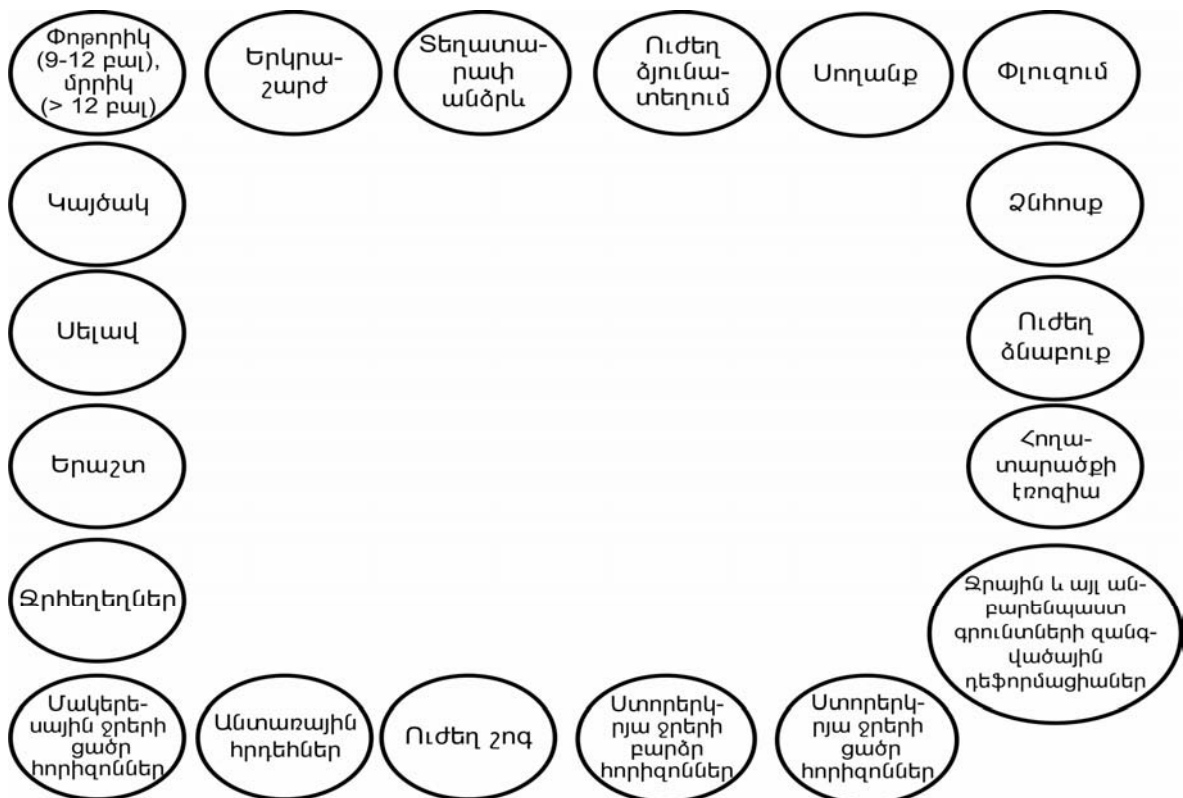 Փոթորիկ
(9-12 բալ),
մրրիկ
(> 12 բալ)
Երկրա-
շարժ
Տեղատա-
րափ
անձրև
Ուժեղ
ձյունա-
տեղում
Սողանք
Փլուզում
Կայծակ
Ձնհոսք
Սելավ
Ուժեղ
ձնաբուք
Երաշտ
Հողա-
տարածքի
էռոզիա
Ջրհեղեղներ
Ջրային և այլ ան-
բարենպաստ
գրունտների զանգ-
վածային
դեֆորմացիաներ
Մակերե-
սային ջրերի
ցածր
հորիզոններ
Անտառային
հրդեհներ
Ուժեղ շոգ
Ստորերկ-
րյա ջրերի
բարձր
հորիզոններ
Ստորերկ-
րյա ջրերի
ցածր
հորիզոններ